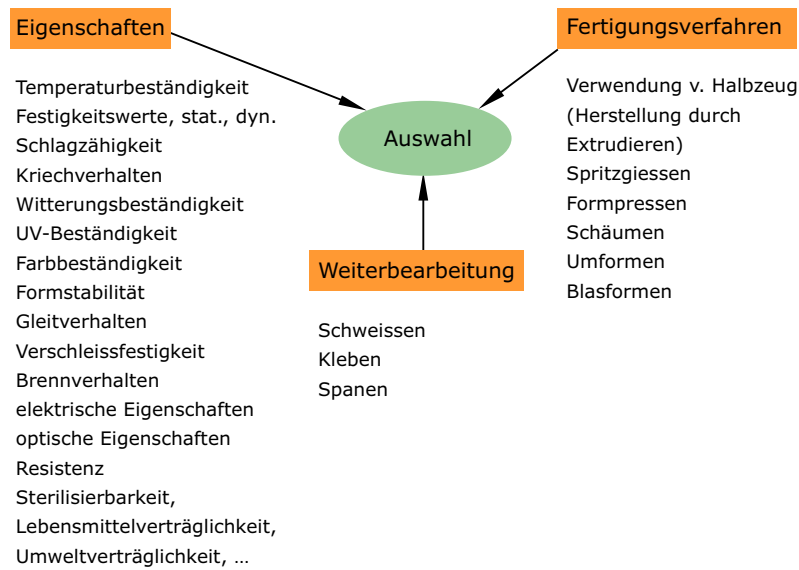 Eigenschaften
Temperaturbeständigkeit
Festigkeitswerte, stat., dyn.
Schlagzähigkeit
Kriechverhalten
Witterungsbeständigkeit
UV-Beständigkeit
Farbbeständigkeit
Formstabilität
Gleitverhalten
Verschleissfestigkeit
Brennverhalten
elektrische Eigenschaften
optische Eigenschaften
Resistenz
Sterilisierbarkeit,
Lebensmittelverträglichkeit,
Umweltverträglichkeit, ...
Auswahl
Weiterbearbeitung
Schweissen
Kleben
Spanen
Fertigungsverfahren
Verwendung v. Halbzeug
(Herstellung durch
Extrudieren)
Spritzgiessen
Formpressen
Schäumen
Umformen
Blasformen